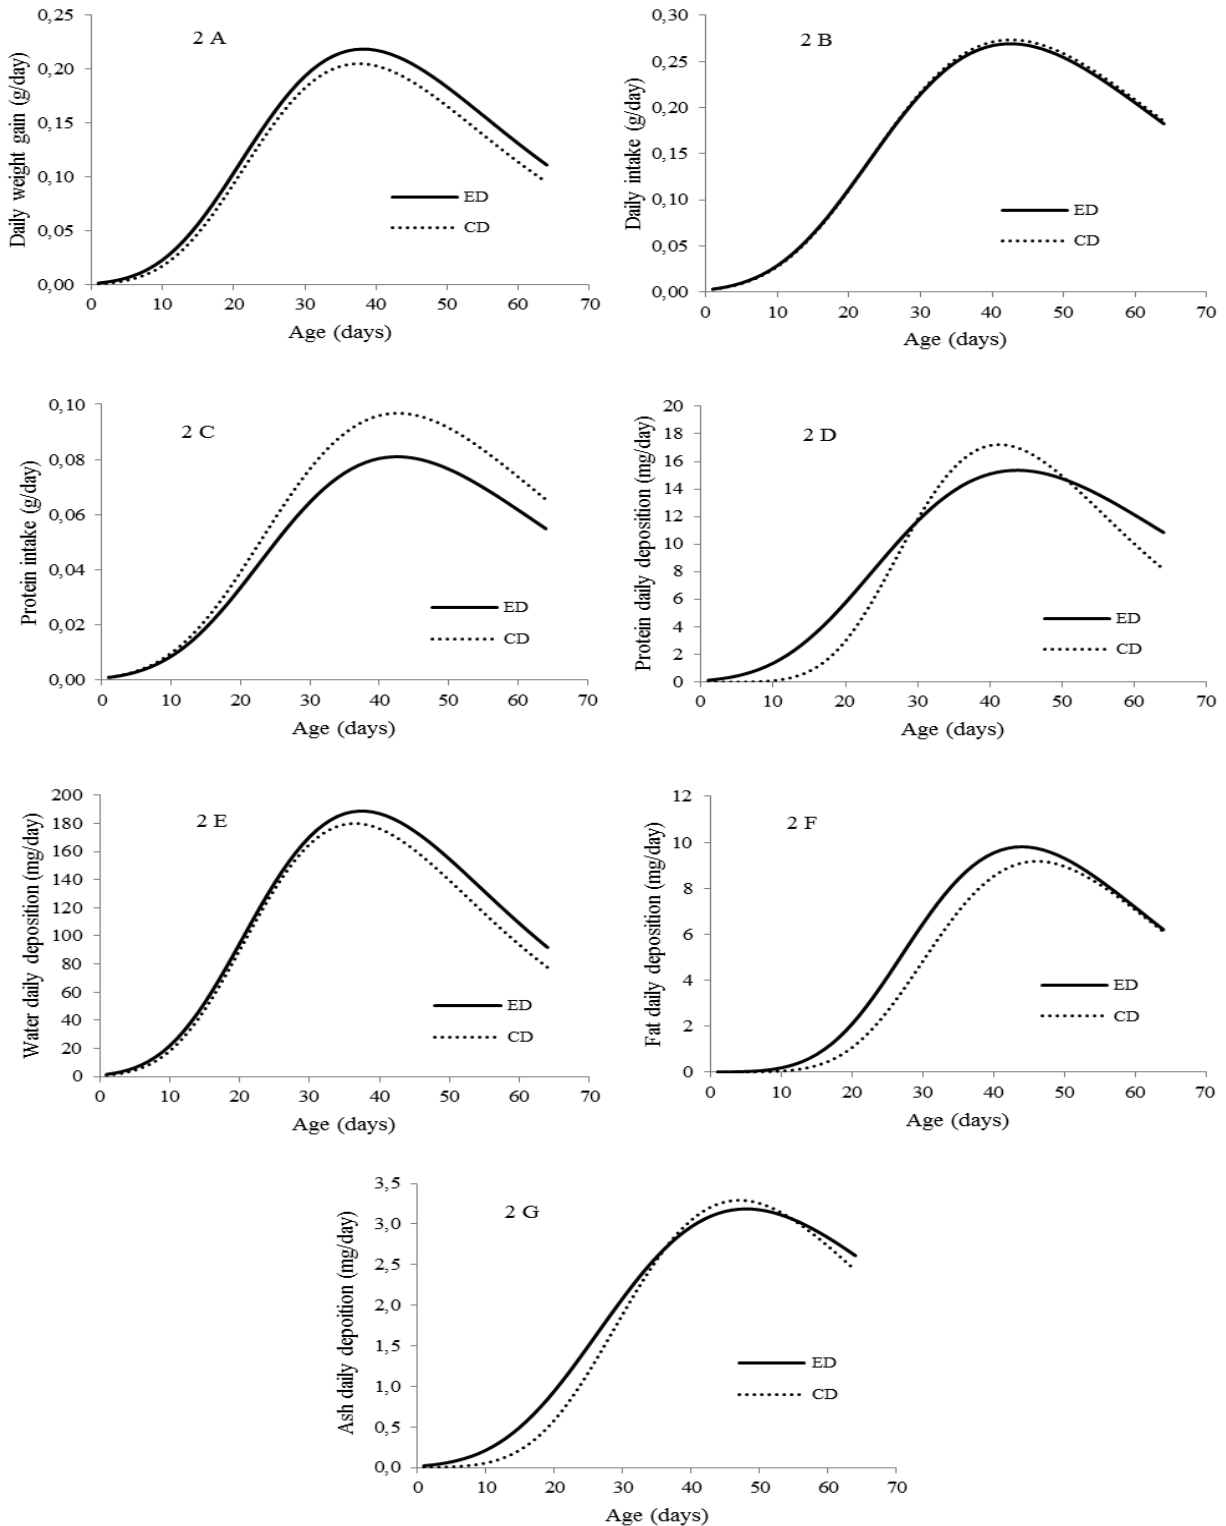 2 A
Daily weight gain (g/day)
0,25
0,20
0,15
0,10
0,05
0,00
ED
CD
0 10 20 30 40 50 60 70
Age (days)
2 B
Daily intake (g/day)
0,30
0,25
0,20
0,15
0,10
0,05
0,00
ED
CD
0 10 20 30 40 50 60 70
Age (days)
2 C
Protein intake (g/day)
0,10
0,08
0,06
0,04
0,02
0,00
ED
CD
0 10 20 30 40 50 60 70
Age (days)
2 D
Protein daily deposition (mg/day)
20
18
16
14
12
10
8
6
4
2
0
ED
CD
0 10 20 30 40 50 60 70
Age (days)
2 E
Water daily deposition (mg/day)
200
180
160
140
120
100
80
60
40
20
0
ED
CD
0 10 20 30 40 50 60 70
Age (days)
2 F
Fat daily deposition (mg/day)
12
10
8
6
4
2
0
ED
CD
0 10 20 30 40 50 60 70
Age (days)
2 G
Ash daily depoition (mg/day)
3,5
3,0
2,5
2,0
1,5
1,0
0,5
0,0
ED
CD
0 10 20 30 40 50 60 70
Age (days)